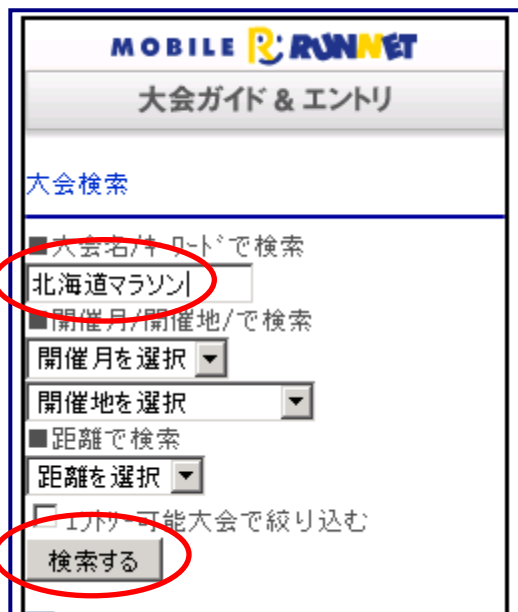 MOBILE R RUNNET
大会ガイド & エントリ
大会検索
■大会名/ｷｰﾜｰﾄﾞで検索
北海道マラソン
■開催月/開催地/で検索
開催月を選択
開催地を選択
■距離で検索
距離を選択
ｴﾝﾄﾘｰ可能大会で絞り込む
検索する